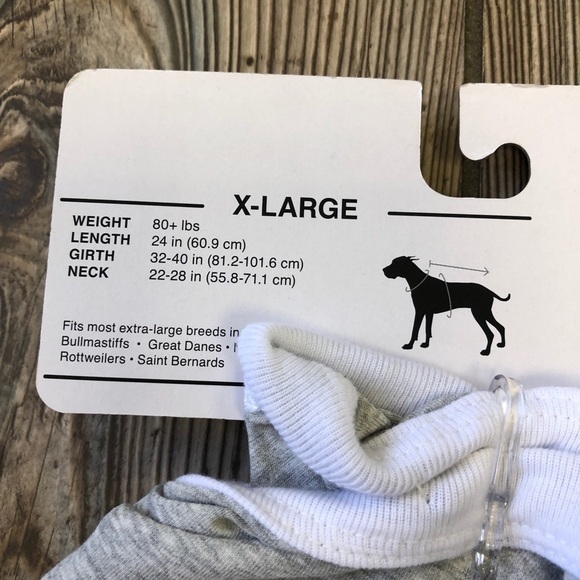 X-LARGE
WEIGHT 80+ lbs
LENGTH 24 in (60.9 cm)
GIRTH 32-40 in (81.2-101.6 cm)
NECK 22-28 in (55.8-71.1 cm)
Fits most extra-large breeds in
Bullmastiffs • Great Danes •
Rottweilers • Saint Bernards